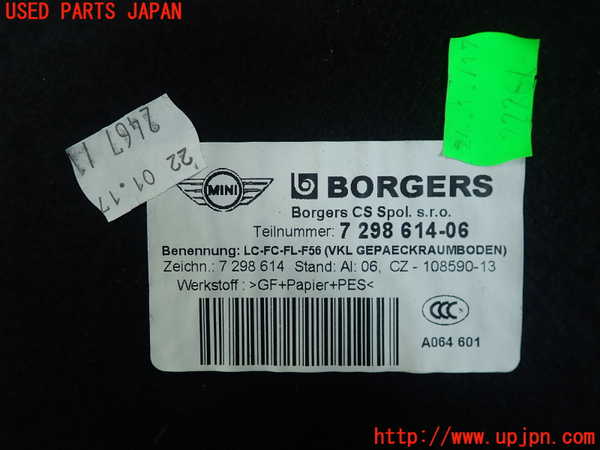 USED PARTS JAPAN
2467 11
'22 01.17
MINI
BORGERS
Borgers CS Spol. s.r.o.
Teilnummer: 7 298 614-06
Benennung: LC-FC-FL-F56 (VKL GEPAECKRAUMBODEN)
Zeichn.: 7 298 614 Stand: AI: 06, CZ - 108590-13
Werkstoff : >GF+Papier+PES<
CCC
A064 601
http://www.upjpn.com/